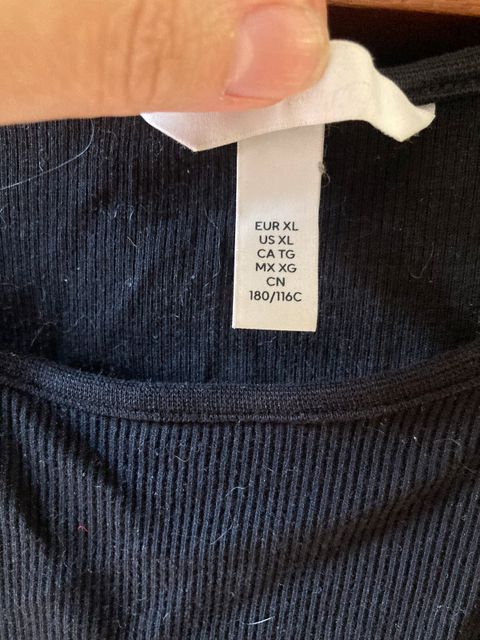 EUR XL
US XL
CA TG
MX XG
CN
180/116C